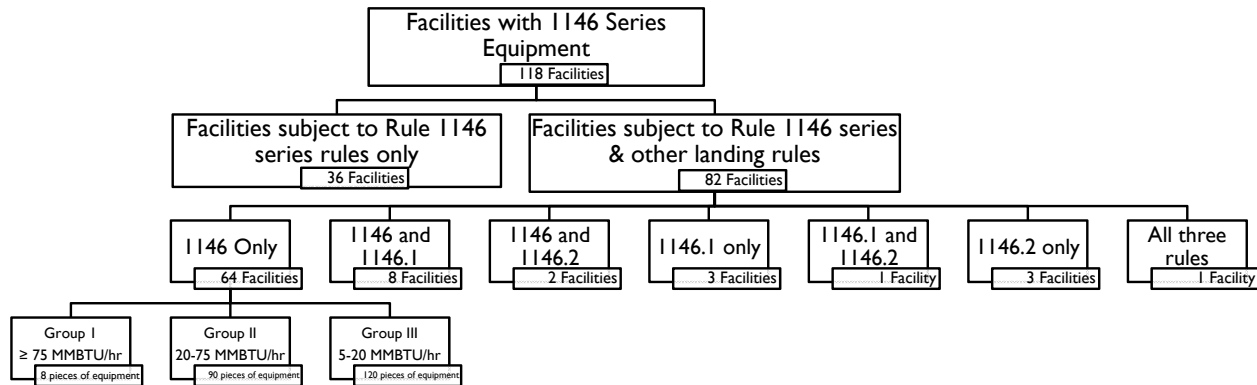 Facilities with 1146 Series
Equipment
118 Facilities
Facilities subject to Rule 1146
series rules only
36 Facilities
Facilities subject to Rule 1146 series
& other landing rules
82 Facilities
1146 Only
64 Facilities
1146 and
1146.1
8 Facilities
1146 and
1146.2
2 Facilities
1146.1 only
3 Facilities
1146.1 and
1146.2
1 Facility
1146.2 only
3 Facilities
All three
rules
1 Facility
Group I
≥ 75 MMBTU/hr
8 pieces of equipment
Group II
20-75 MMBTU/hr
90 pieces of equipment
Group III
5-20 MMBTU/hr
120 pieces of equipment